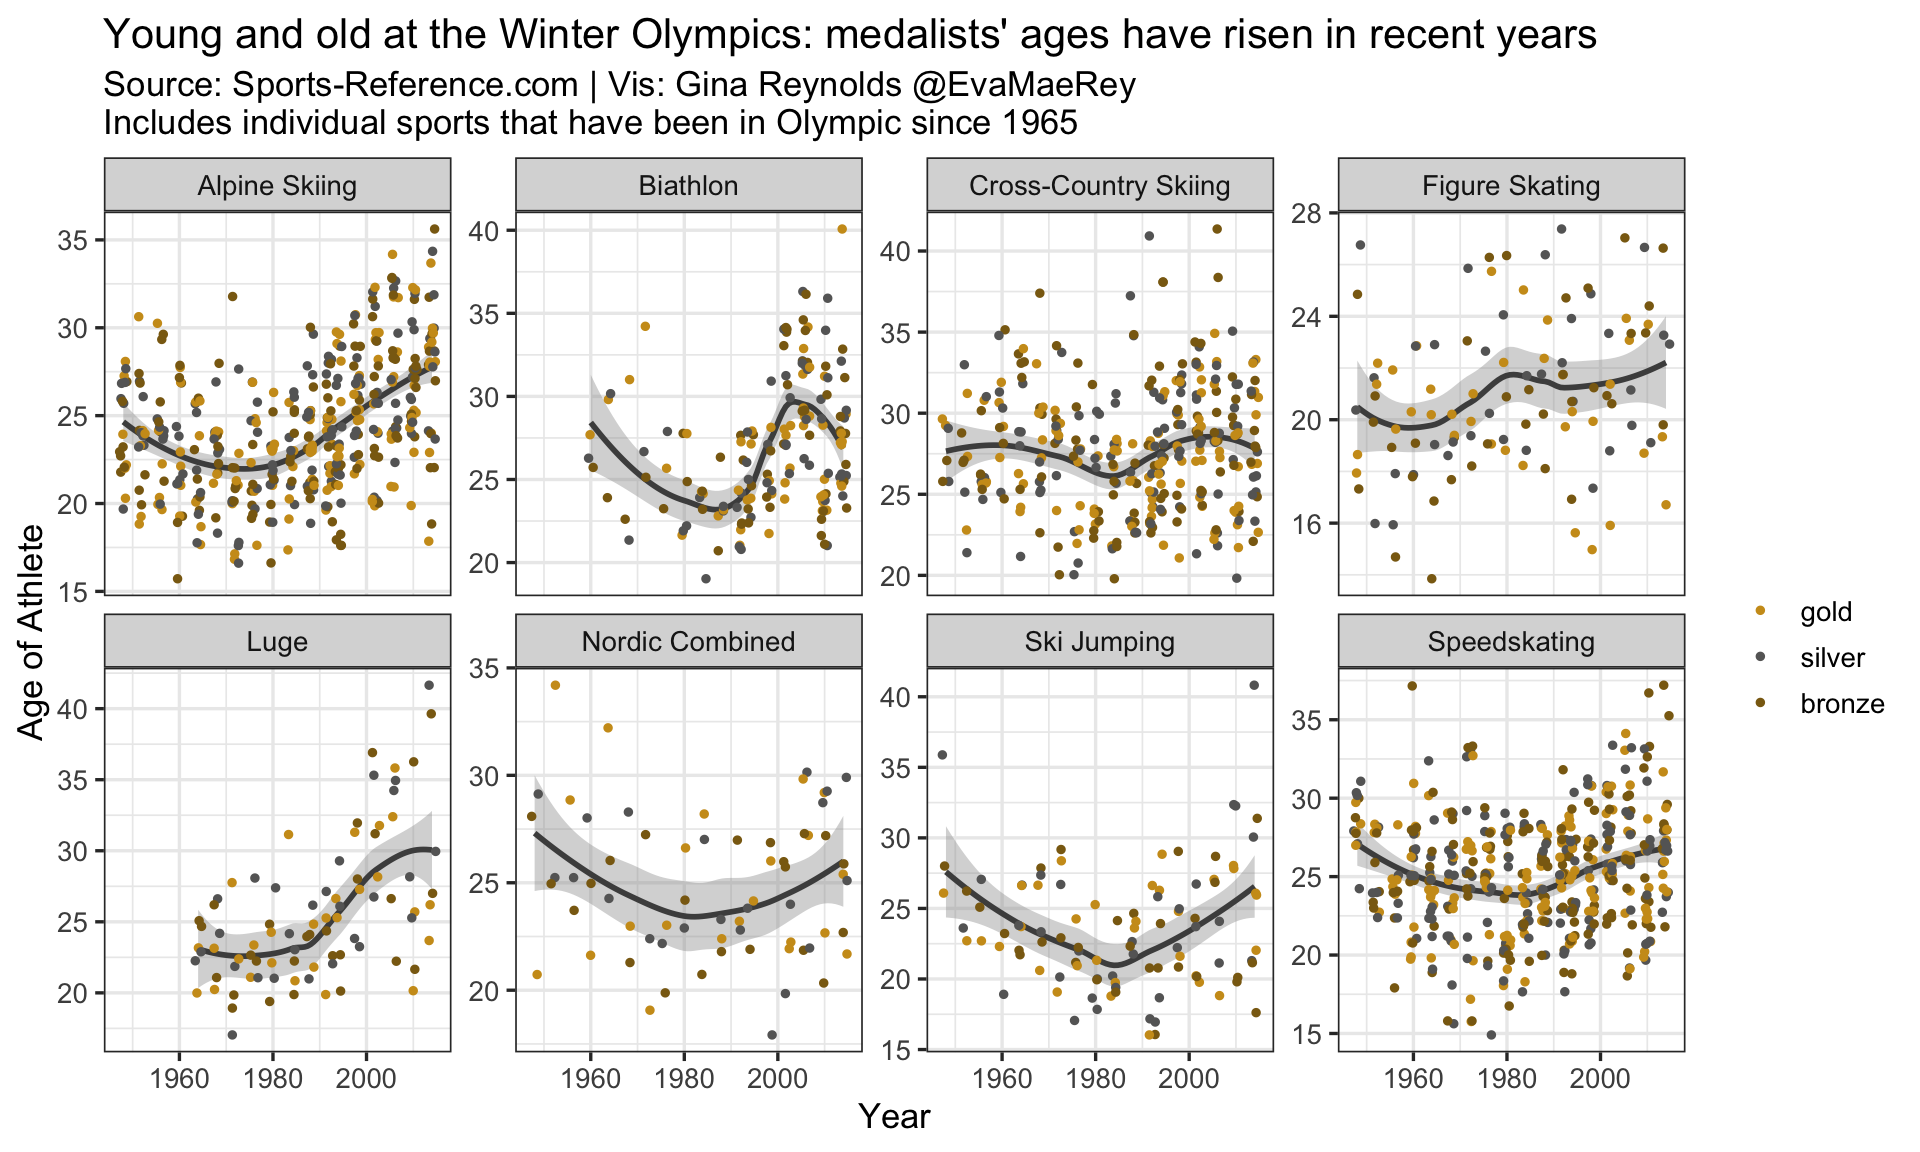 Young and old at the Winter Olympics: medalists' ages have risen in recent years
Source: Sports-Reference.com | Vis: Gina Reynolds @EvaMaeRey
Includes individual sports that have been in Olympic since 1965
Alpine Skiing
Biathlon
Cross-Country Skiing
Figure Skating
35
30
25
20
15
40
35
30
25
20
40
35
30
25
20
28
24
20
16
Age of Athlete
Luge
Nordic Combined
Ski Jumping
Speedskating
40
35
30
25
20
35
30
25
20
40
35
30
25
20
15
35
30
25
20
15
1960 1980 2000
1960 1980 2000
1960 1980 2000
1960 1980 2000
Year
gold
silver
bronze